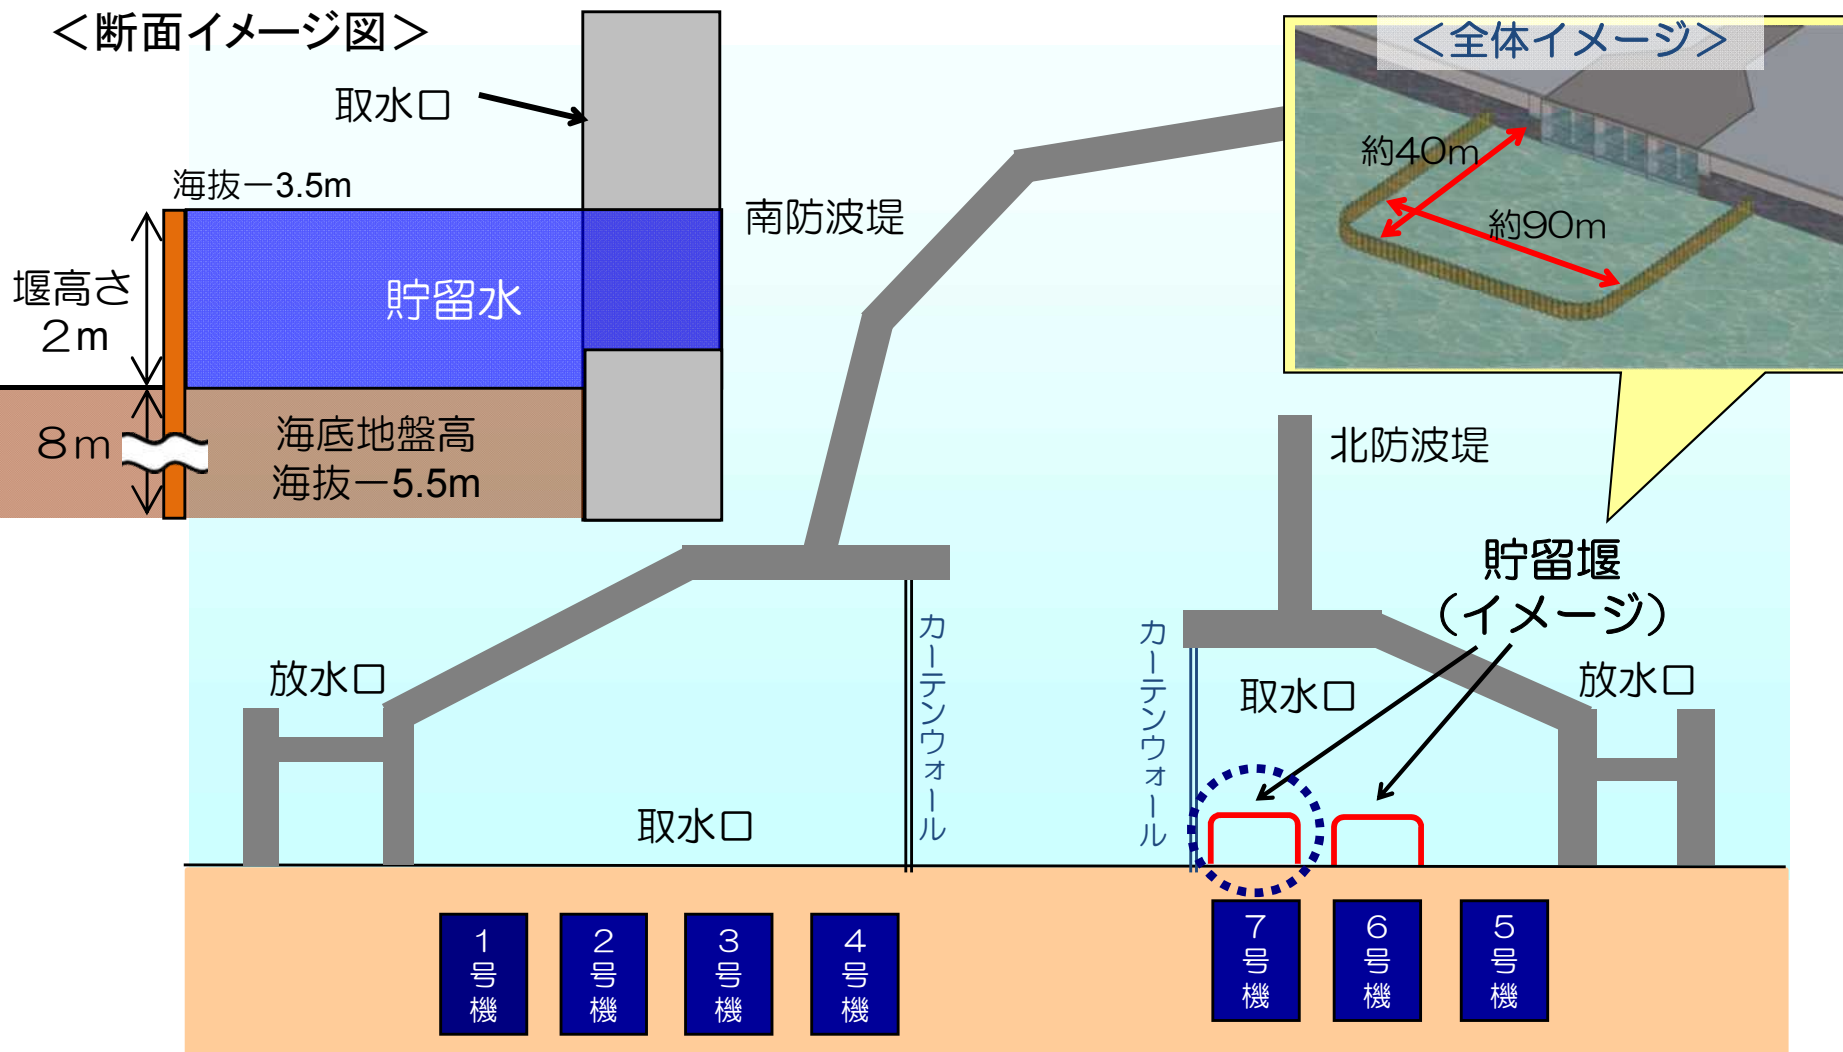 ＜断面イメージ図＞
取水口
海抜－3.5m
堰高さ
２m
貯留水
8m
海底地盤高
海抜－5.5m
南防波堤
＜全体イメージ＞
約40m
約90m
北防波堤
貯留堰
（イメージ）
放水口
カーテンウォール
カーテンウォール
取水口
放水口
取水口
１号機
２号機
３号機
４号機
７号機
６号機
５号機